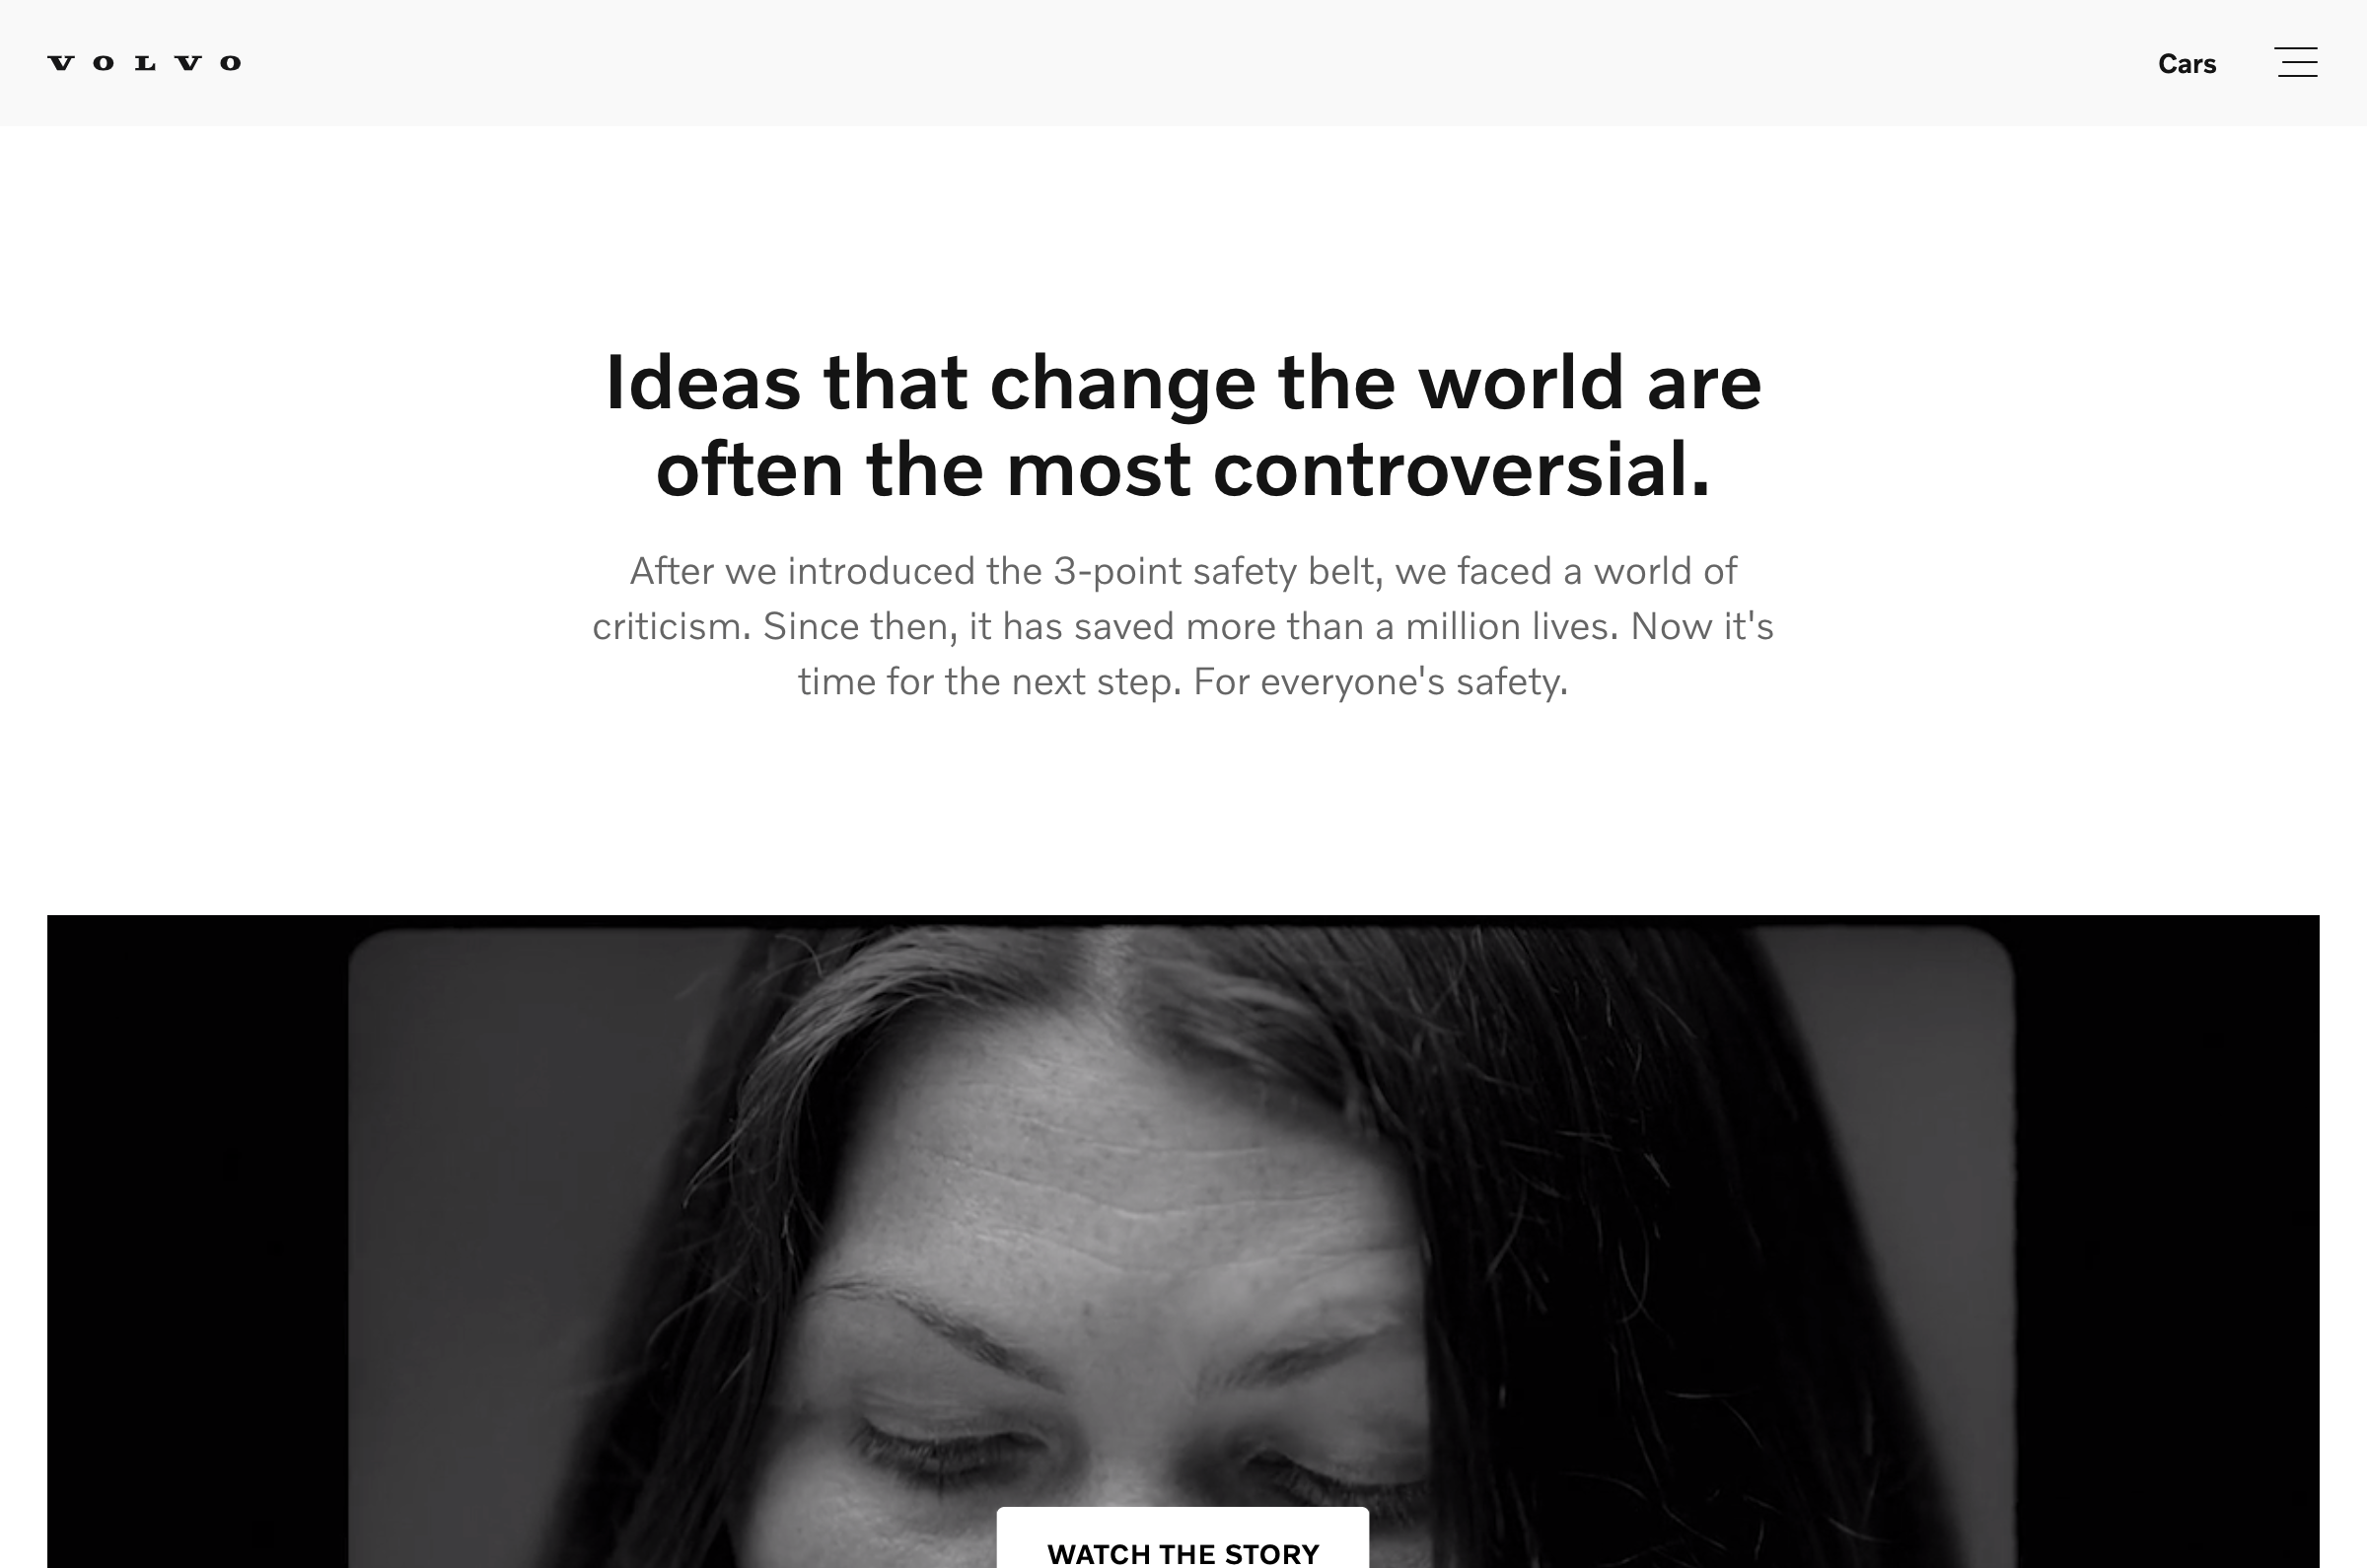 VOLVO
Cars
Ideas that change the world are
often the most controversial.
After we introduced the 3-point safety belt, we faced a world of
criticism. Since then, it has saved more than a million lives. Now it's
time for the next step. For everyone's safety.
WATCH THE STORY